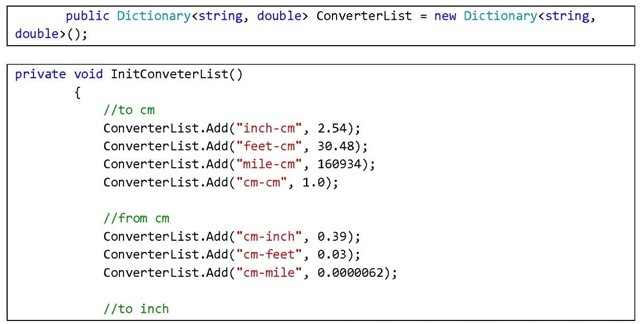 public Dictionary<string, double> ConverterList = new Dictionary<string,
double>();
private void InitConveterList()
{
//to cm
ConverterList.Add("inch-cm", 2.54);
ConverterList.Add("feet-cm", 30.48);
ConverterList.Add("mile-cm", 160934);
ConverterList.Add("cm-cm", 1.0);
//from cm
ConverterList.Add("cm-inch", 0.39);
ConverterList.Add("cm-feet", 0.03);
ConverterList.Add("cm-mile", 0.0000062);
//to inch